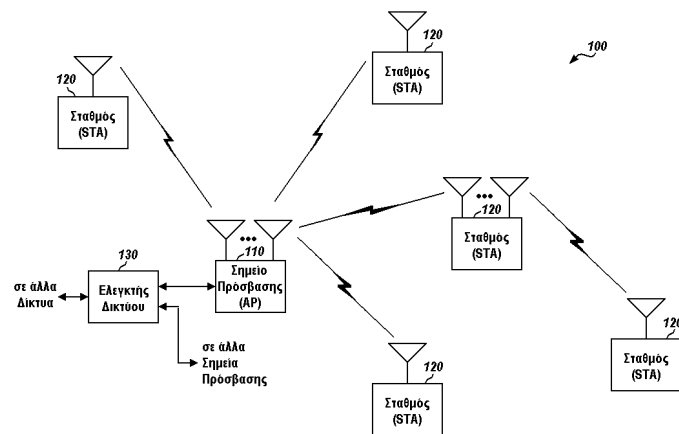 120
Σταθμός
(STA)
100
120
Σταθμός
(STA)
120
Σταθμός
(STA)
110
Σημείο
Πρόσβασης
(AP)
130
Ελεγκτής
Δικτύου
σε άλλα
Δίκτυα
σε άλλα
Σημεία
Πρόσβασης
120
Σταθμός
(STA)
120
Σταθμός
(STA)